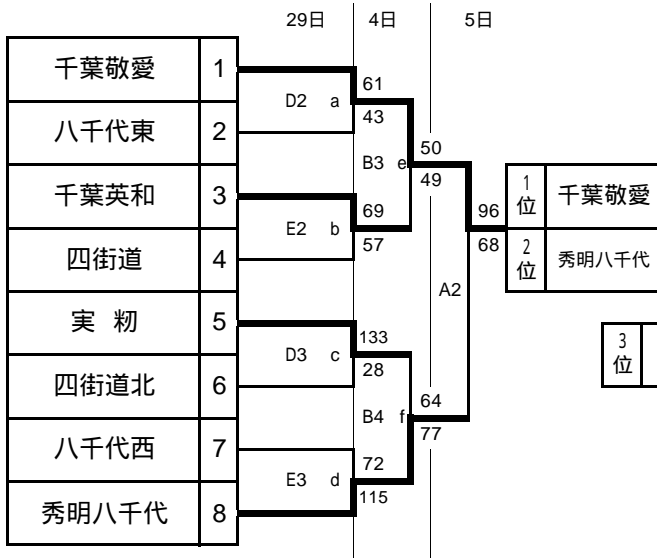 29日 4日 5日
千葉敬愛 1
八千代東 2
千葉英和 3
四街道 4
実 籾 5
四街道北 6
八千代西 7
秀明八千代 8
D2 a
61
43
B3 e
50
49
E2 b
69
57
A2
96
68
D3 c
133
28
B4 f
64
77
E3 d
72
115
1位 千葉敬愛
2位 秀明八千代
3位